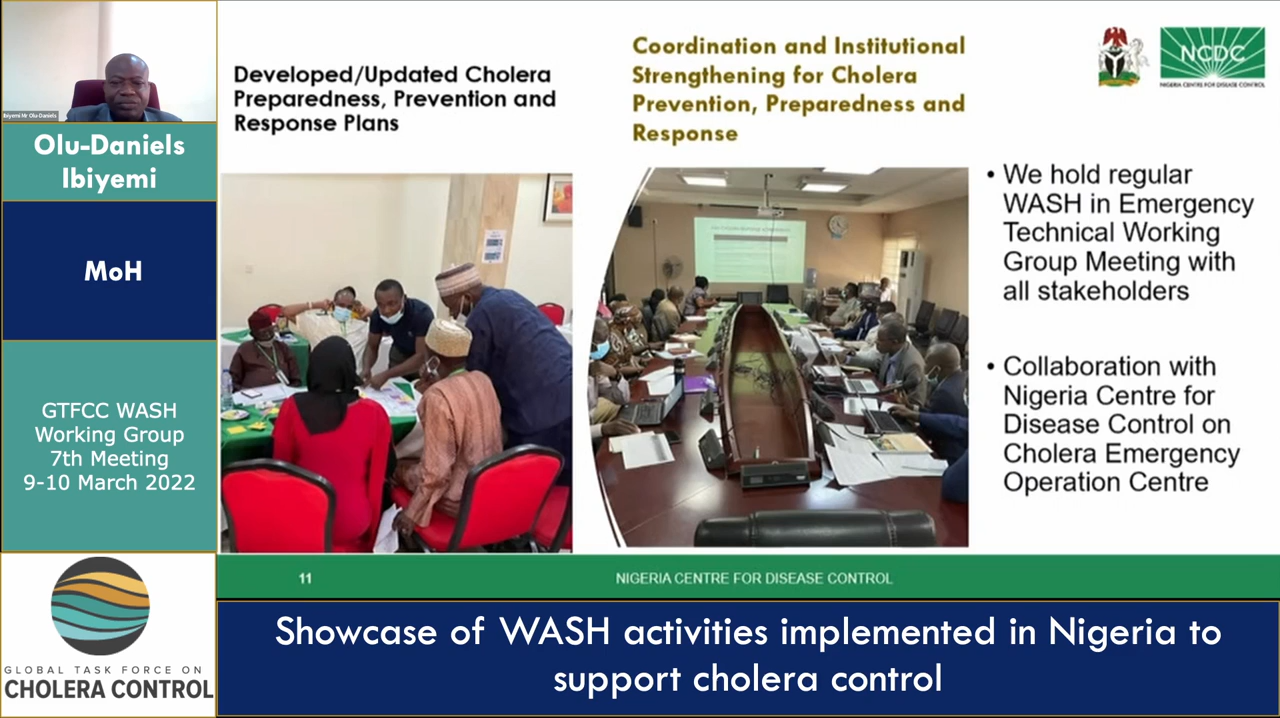 Ibiyemi Mr Olu-Daniels
Olu-Daniels
Ibiyemi
MoH
GTFCC WASH
Working Group
7th Meeting
9-10 March 2022
GLOBAL TASK FORCE ON
CHOLERA CONTROL
Developed/Updated Cholera
Preparedness, Prevention and
Response Plans
Coordination and Institutional
Strengthening for Cholera
Prevention, Preparedness and
Response
NCDC
NIGERIA CENTRE FOR DISEASE CONTROL
• We hold regular
WASH in Emergency
Technical Working
Group Meeting with
all stakeholders
• Collaboration with
Nigeria Centre for
Disease Control on
Cholera Emergency
Operation Centre
11
NIGERIA CENTRE FOR DISEASE CONTROL
Showcase of WASH activities implemented in Nigeria to
support cholera control